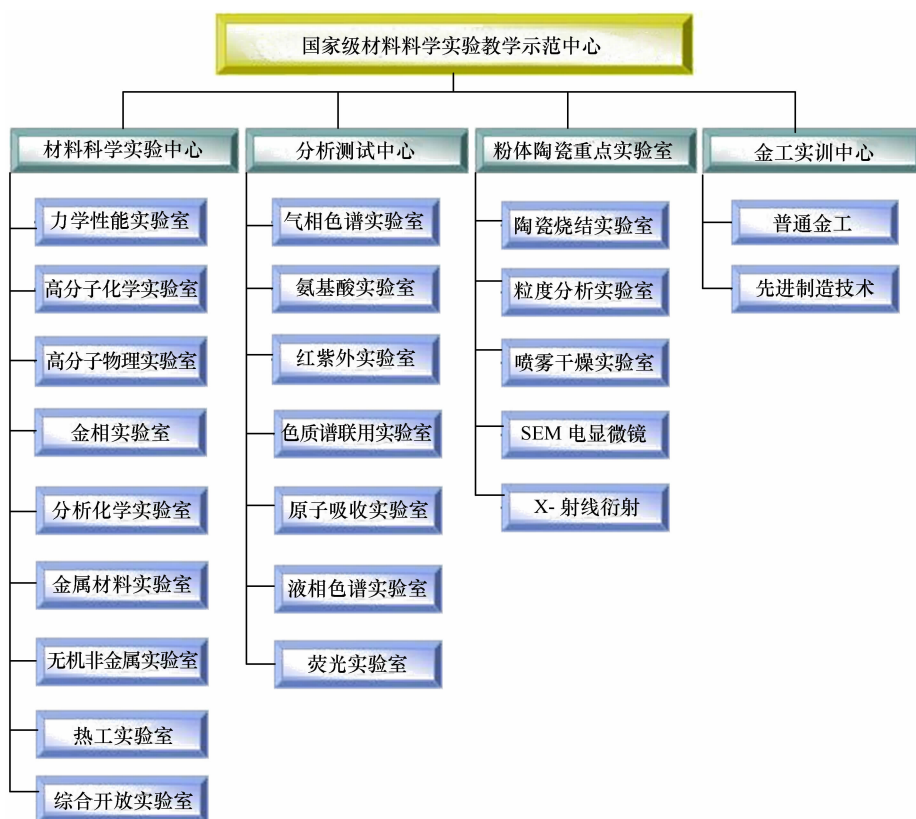 国家级材料料学实验教学示范中心
材料科学实验中心
分析测试中心
粉体陶瓷重点实验室
金工实训中心
力学性能实验室
高分子化学实验室
高分子物理实验室
金相实验室
分析化学实验室
金属材料实验室
无机非金属实验室
热工实验室
综合开放实验室
气相色谱实验室
氨基酸实验室
红紫外实验室
色质谱联用实验室
原子吸收实验室
液相色谱实验室
荧光实验室
陶瓷烧结实验室
粒度分析实验室
喷雾干燥实验室
SEM 电显微镜
X- 射线衍射
普通金工
先进制造技术